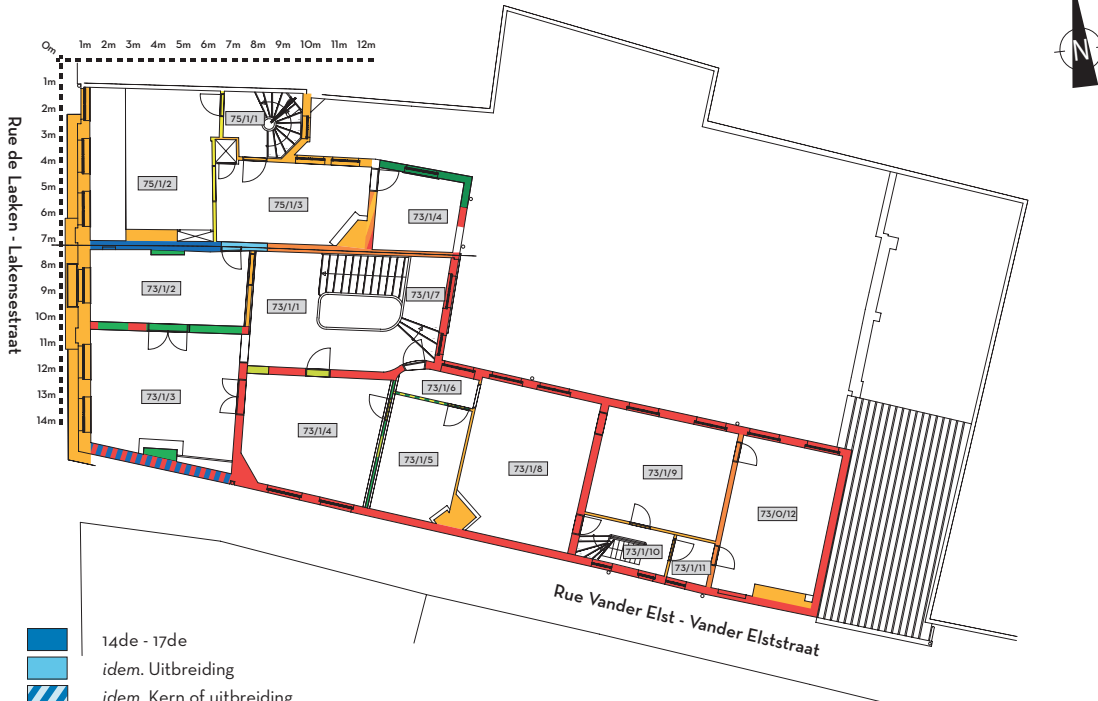 N
0m 1m 2m 3m 4m 5m 6m 7m 8m 9m 10m 11m 12m
1m
2m
3m
4m
5m
6m
7m
8m
9m
10m
11m
12m
13m
14m
Rue de Laeken - Lakensestraat
75/1/1
75/1/2
75/1/3
73/1/4
73/1/2
73/1/1
73/1/7
73/1/3
73/1/6
73/1/4
73/1/5
73/1/8
73/1/9
73/0/12
73/1/10
73/1/11
Rue Vander Elst - Vander Elststraat
14de - 17de
idem. Uitbreiding
idem. Kern of uitbreiding